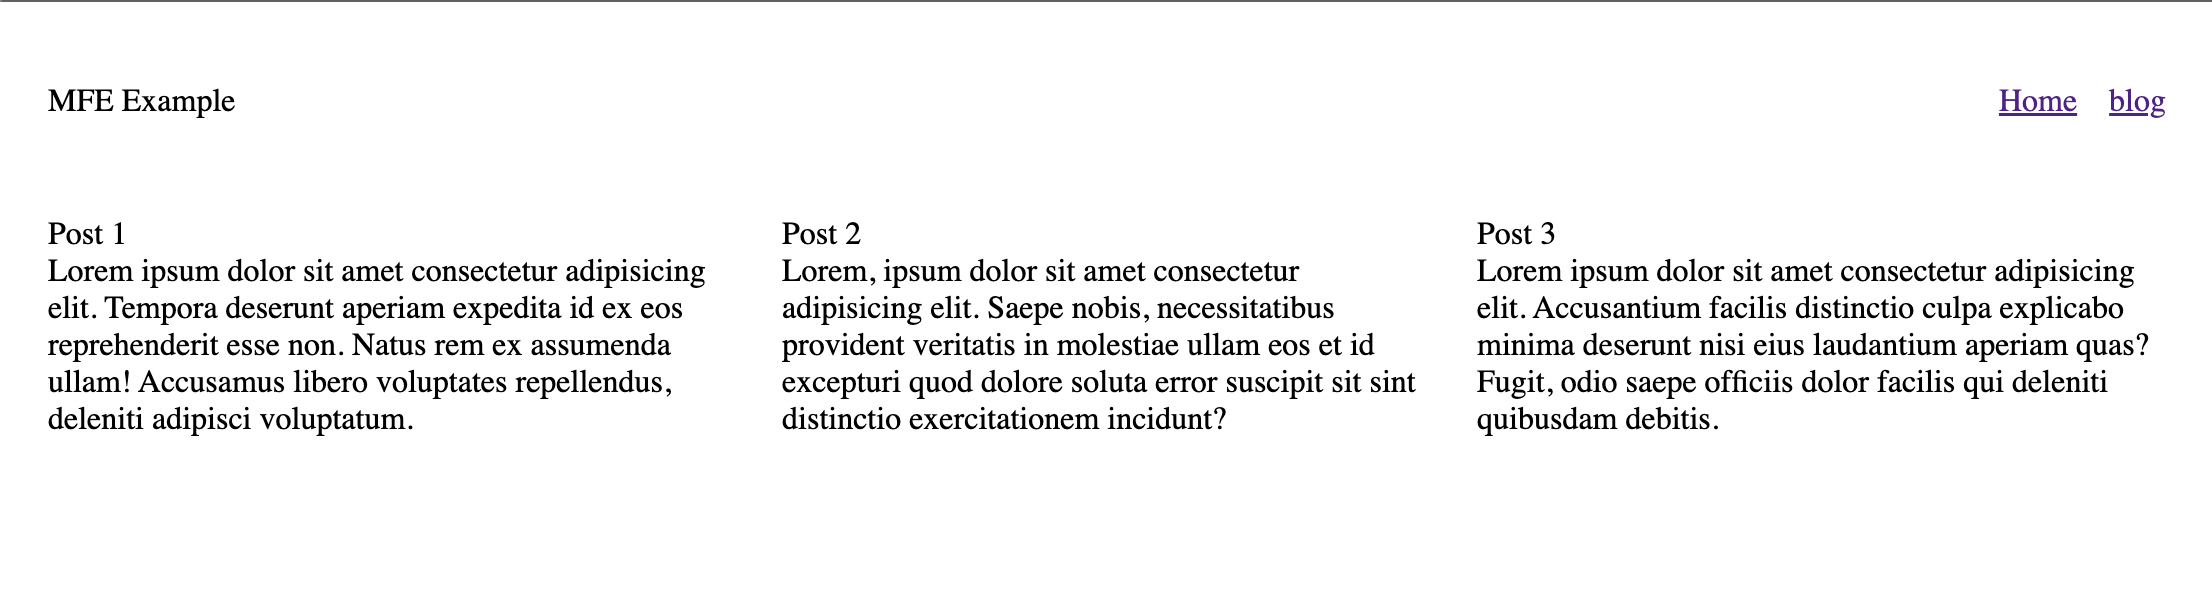 MFE Example
Home blog
Post 1
Lorem ipsum dolor sit amet consectetur adipisicing
elit. Tempora deserunt aperiam expedita id ex eos
reprehenderit esse non. Natus rem ex assumenda
ullam! Accusamus libero voluptates repellendus,
deleniti adipisci voluptatum.
Post 2
Lorem, ipsum dolor sit amet consectetur
adipisicing elit. Saepe nobis, necessitatibus
provident veritatis in molestiae ullam eos et id
excepturi quod dolore soluta error suscipit sit sint
distinctio exercitationem incidunt?
Post 3
Lorem ipsum dolor sit amet consectetur adipisicing
elit. Accusantium facilis distinctio culpa explicabo
minima deserunt nisi eius laudantium aperiam quas?
Fugit, odio saepe officiis dolor facilis qui deleniti
quibusdam debitis.